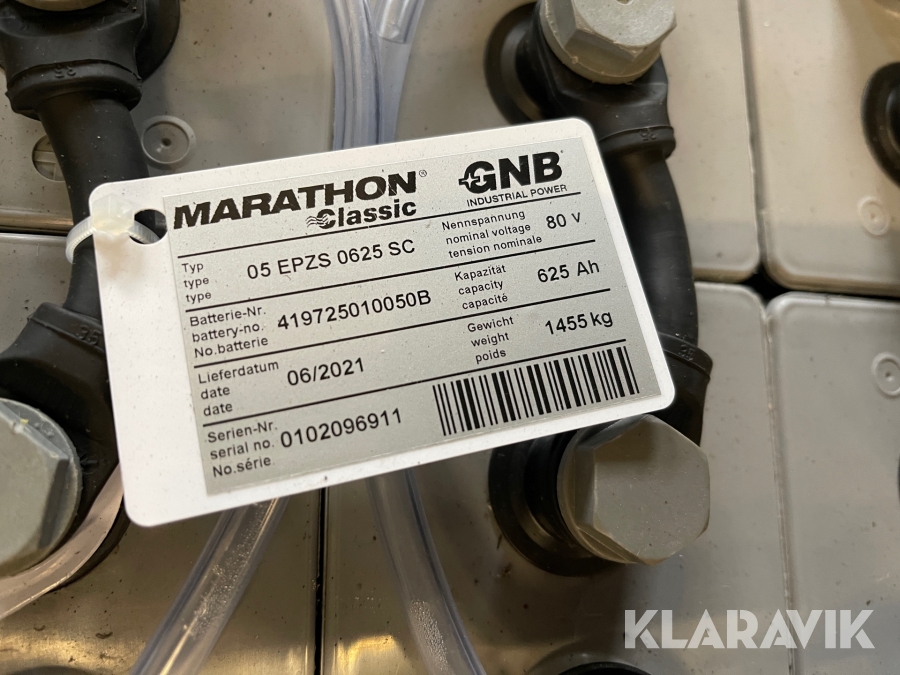 MARATHON®
Classic
GNB®
INDUSTRIAL POWER
Typ
type
type
05 EPZS 0625 SC
Nennspannung
nominal voltage
tension nominale
80 V
Batterie-Nr.
battery-no.
No.batterie
419725010050B
Kapazität
capacity
capacité
625 Ah
Lieferdatum
date
date
06/2021
Gewicht
weight
poids
1455kg
Serien-Nr.
serial no.
No.série
0102096911
KLARAVIK